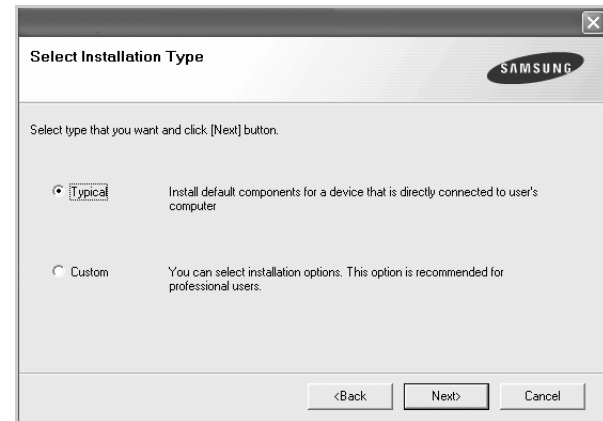 Select Installation Type
SAMSUNG
Select type that you want and click [Next] button.
Typical
Install default components for a device that is directly connected to user's
computer
Custom
You can select installation options. This option is recommended for
professional users.
<Back
Next>
Cancel